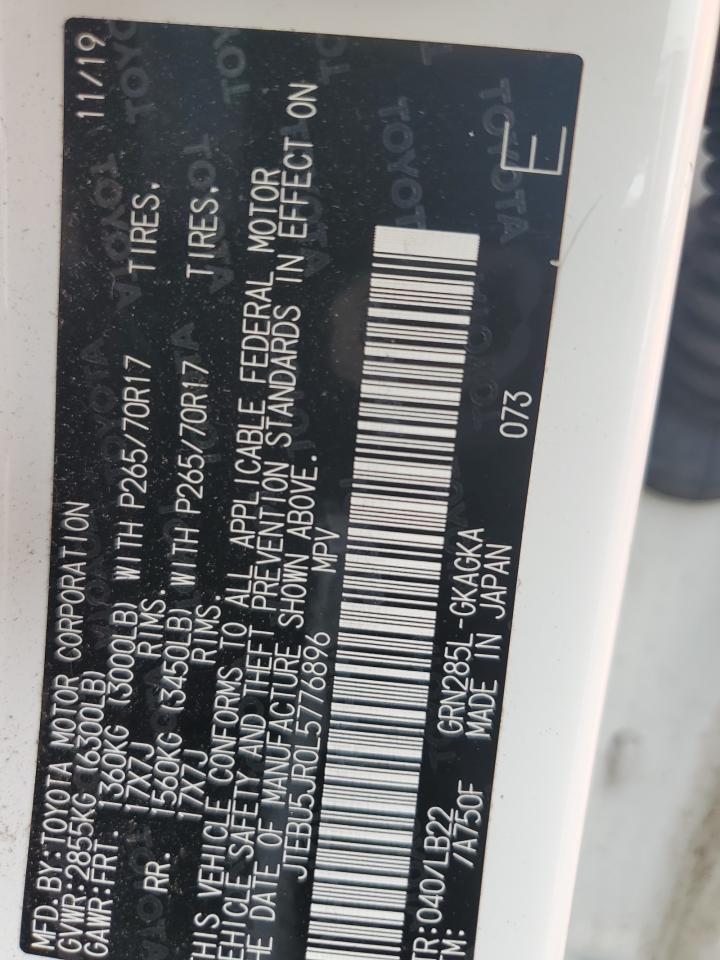 MFD.BY:TOYOTA MOTOR CORPORATION 11/19
GVWR:2855KG (6300LB)
GAWR:FRT. 1360KG (3000LB) WITH P265/70R17 TIRES.
17X7J RIMS.
RR. 1560KG (3450LB) WITH P265/70R17 TIRES.
17X7J RIMS.
THIS VEHICLE CONFORMS TO ALL APPLICABLE FEDERAL MOTOR
VEHICLE SAFETY AND THEFT PREVENTION STANDARDS IN EFFECT ON
THE DATE OF MANUFACTURE SHOWN ABOVE.
JTEBU5JR0L5776896 MPV
TR:040/LB22 GRN285L-GKAGKA 073
TM: /A750F MADE IN JAPAN
E